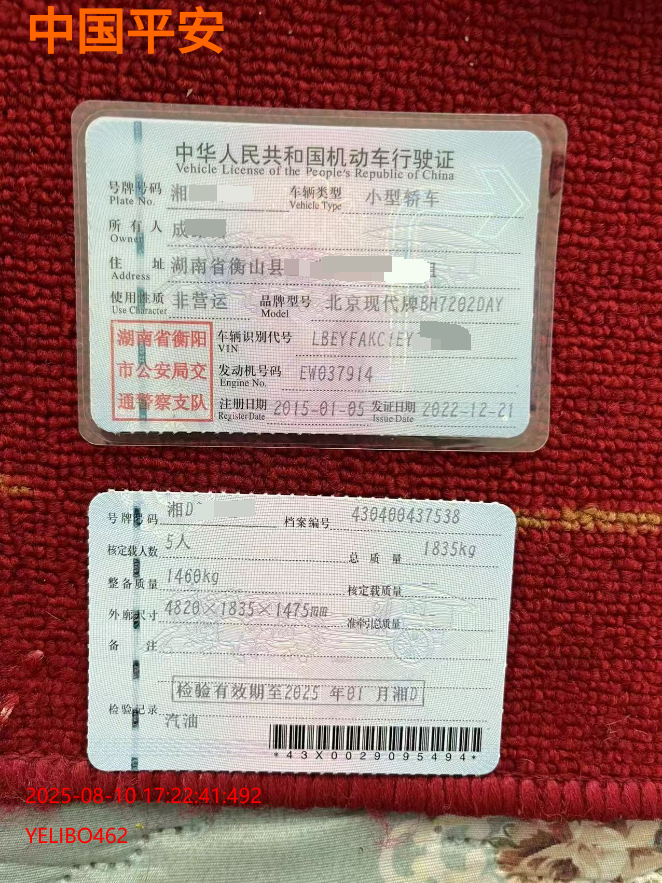 中国平安
中华人民共和国机动车行驶证
Vehicle License of the People's Republic of China
号牌号码 湘 车辆类型 小型轿车
Plate No. Vehicle Type
所有人 成
Owner
住址 湖南省衡山县 组
Address
使用性质 非营运 品牌型号 北京现代牌BH7202DAY
Use Character Model
湖南省衡阳
市公安局交
通警察支队
车辆识别代号 LBEYFAKC1EY
VIN
发动机号码 EW037914
Engine No.
注册日期 2015-01-05 发证日期 2022-12-21
Register Date Issue Date
号牌号码 湘D 档案编号 430400437538
核定载人数 5人 总质量 1835kg
整备质量 1460kg 核定载质量
外廓尺寸 4820×1835×1475mm 准牵引总质量
备注
检验有效期至2025年01月湘D
检验记录
汽油
*43X0029095494*
2025-08-10 17:22:41:492
YELIBO462